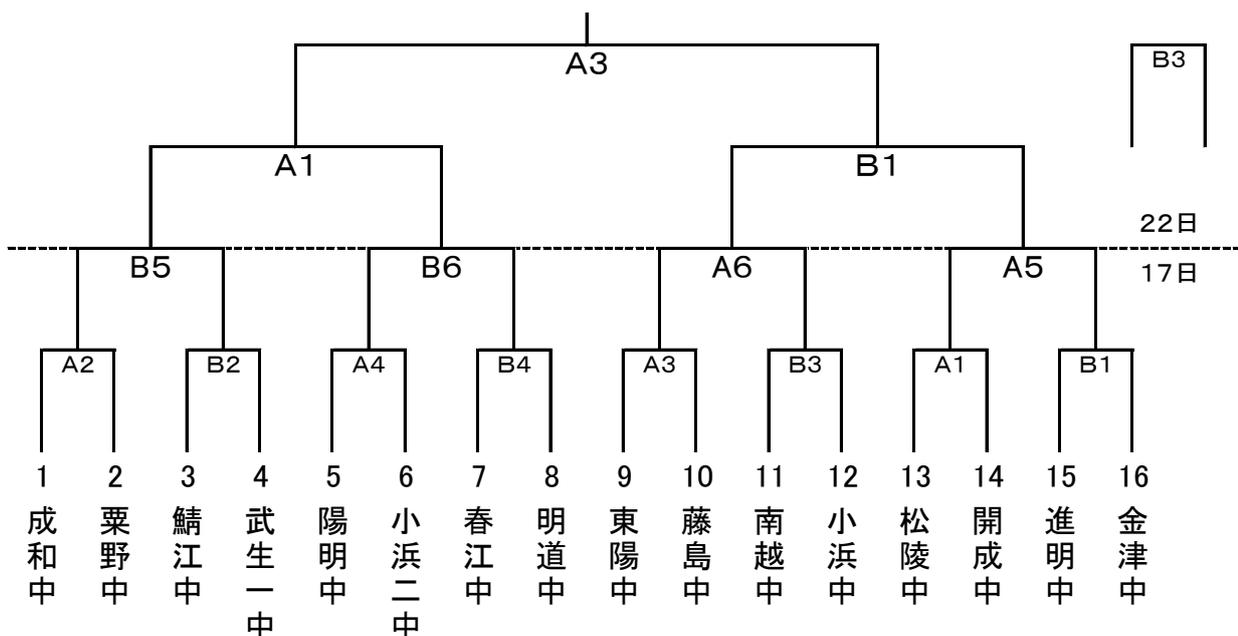 A3
B3
A1
B1
22日
B5
B6
A6
A5
17日
A2
B2
A4
B4
A3
B3
A1
B1
1
2
3
4
5
6
7
8
9
10
11
12
13
14
15
16
成和中
粟野中
鯖江中
武生一中
陽明中
小浜二中
春江中
明道中
東陽中
藤島中
南越中
小浜中
松陵中
開成中
進明中
金津中